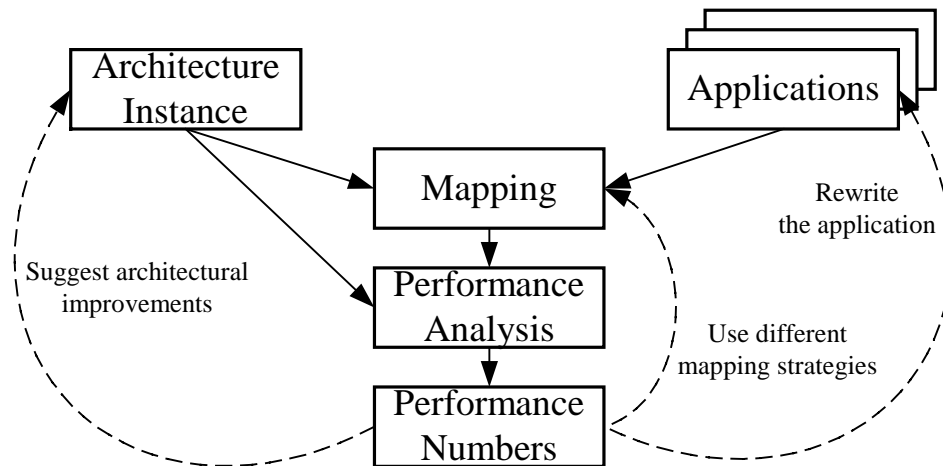 Architecture
Instance
Applications
Mapping
Rewrite
the application
Suggest architectural
improvements
Performance
Analysis
Use different
mapping strategies
Performance
Numbers